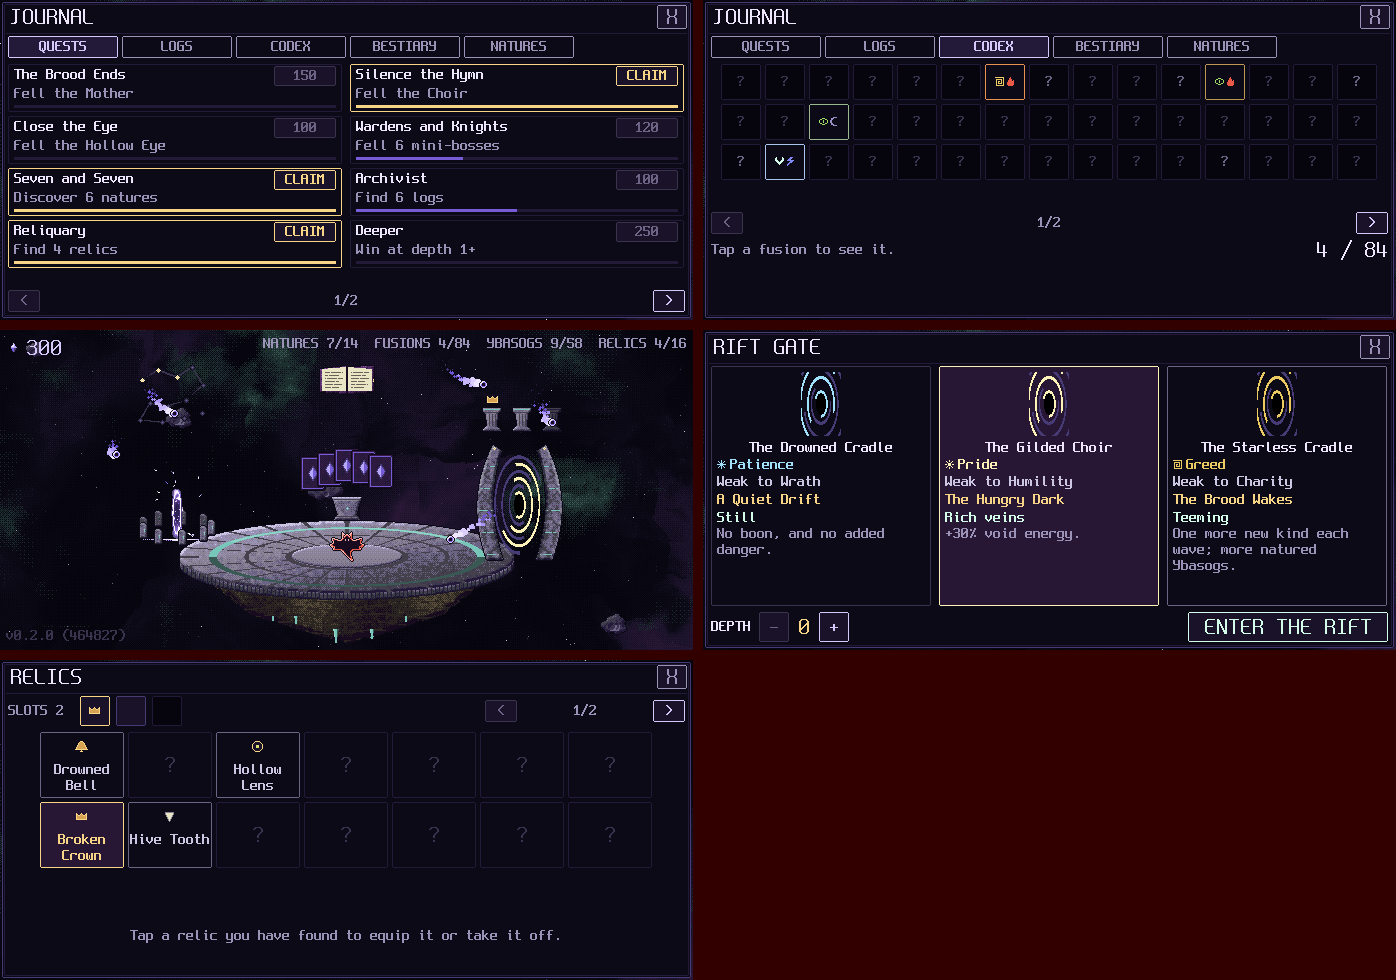 JOURNAL X
QUESTS LOGS CODEX BESTIARY NATURES
The Brood Ends 150
Fell the Mother
Silence the Hymn CLAIM
Fell the Choir
Close the Eye 100
Fell the Hollow Eye
Wardens and Knights 120
Fell 6 mini-bosses
Seven and Seven CLAIM
Discover 6 natures
Archivist 100
Find 6 logs
Reliquary CLAIM
Find 4 relics
Deeper 250
Win at depth 1+
< 1/2 >
JOURNAL X
QUESTS LOGS CODEX BESTIARY NATURES
? ? ? ? ? ? ? ? ? ? ? ? ?
? ? C ? ? ? ? ? ? ? ? ? ? ? ?
? ? ? ? ? ? ? ? ? ? ? ? ? ?
< 1/2 >
Tap a fusion to see it. 4 / 84
300
NATURES 7/14 FUSIONS 4/84 YBASOGS 9/58 RELICS 4/16
v0.2.0 (464827)
RIFT GATE X
The Drowned Cradle
Patience
Weak to Wrath
A Quiet Drift
Still
No boon, and no added
danger.
The Gilded Choir
Pride
Weak to Humility
The Hungry Dark
Rich veins
+30% void energy.
The Starless Cradle
Greed
Weak to Charity
The Brood Wakes
Teeming
One more new kind each
wave; more natured
Ybasogs.
DEPTH - 0 + ENTER THE RIFT
RELICS X
SLOTS 2 < 1/2 >
Drowned
Bell
?
Hollow
Lens
? ? ? ?
Broken
Crown
Hive Tooth
? ? ? ? ?
Tap a relic you have found to equip it or take it off.